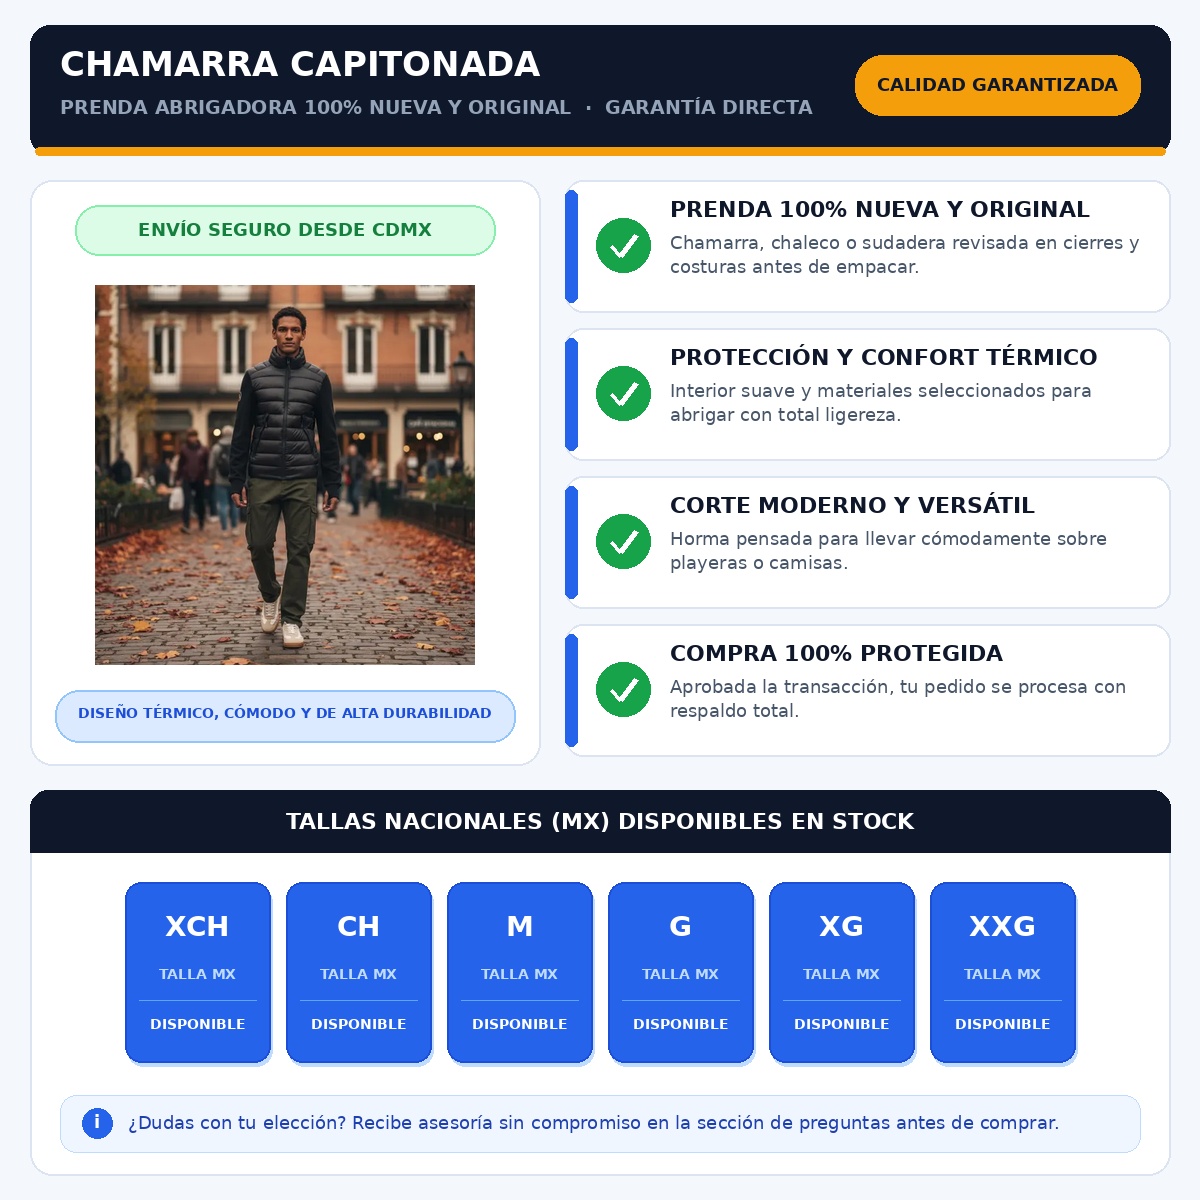 CHAMARRA CAPITONADA
PRENDA ABRIGADORA 100% NUEVA Y ORIGINAL · GARANTÍA DIRECTA
CALIDAD GARANTIZADA
ENVÍO SEGURO DESDE CDMX
DISEÑO TÉRMICO, CÓMODO Y DE ALTA DURABILIDAD
PRENDA 100% NUEVA Y ORIGINAL
Chamarra, chaleco o sudadera revisada en cierres y
costuras antes de empacar.
PROTECCIÓN Y CONFORT TÉRMICO
Interior suave y materiales seleccionados para
abrigar con total ligereza.
CORTE MODERNO Y VERSÁTIL
Horma pensada para llevar cómodamente sobre
playeras o camisas.
COMPRA 100% PROTEGIDA
Aprobada la transacción, tu pedido se procesa con
respaldo total.
TALLAS NACIONALES (MX) DISPONIBLES EN STOCK
XCH
TALLA MX
DISPONIBLE
CH
TALLA MX
DISPONIBLE
M
TALLA MX
DISPONIBLE
G
TALLA MX
DISPONIBLE
XG
TALLA MX
DISPONIBLE
XXG
TALLA MX
DISPONIBLE
i
¿Dudas con tu elección? Recibe asesoría sin compromiso en la sección de preguntas antes de comprar.